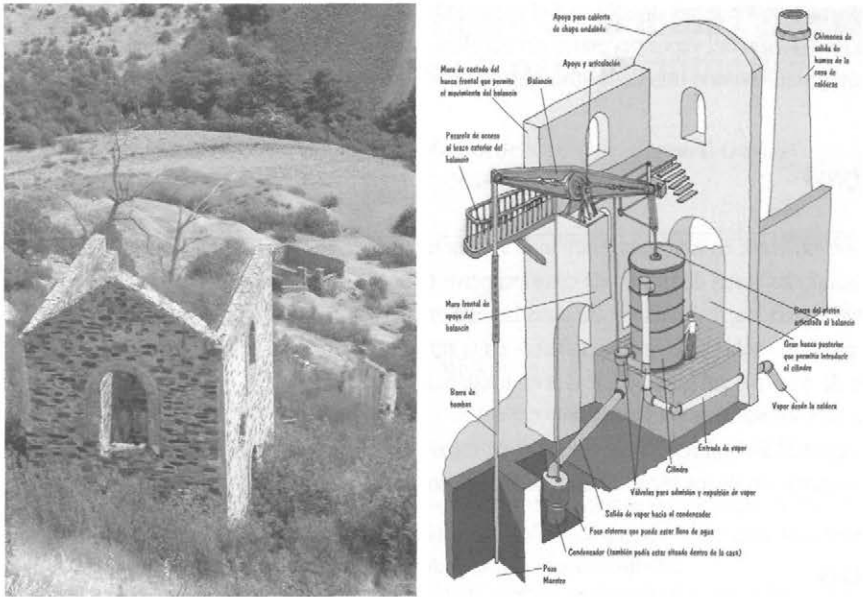 Apoyo para cubierta
de chapa ondulada
Chimenea de
salida de
humos de la
casa de
calderas
Muro de costado del
hueco frontal que permite
el movimiento del balancín
Balancín
Apoyo y articulación
Pasarela de acceso
al brazo exterior del
balancín
Muro frontal de
apoyo del
balancín
Barra del pistón
articulada al balancín
Gran hueco posterior
que permitía introducir
el cilindro
Barra de
bombeo
Vapor desde la caldera
Entrada de vapor
Cilindro
Válvulas para admisión y expulsión de vapor
Salida de vapor hacia el condensador
Foso cisterna que puede estar lleno de agua
Condensador (también podía estar situado dentro de la casa)
Pozo
Maestro